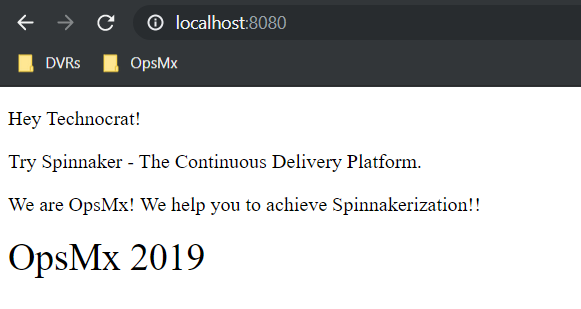 localhost:8080
DVRs OpsMx
Hey Technocrat!
Try Spinnaker - The Continuous Delivery Platform.
We are OpsMx! We help you to achieve Spinnakerization!!
OpsMx 2019